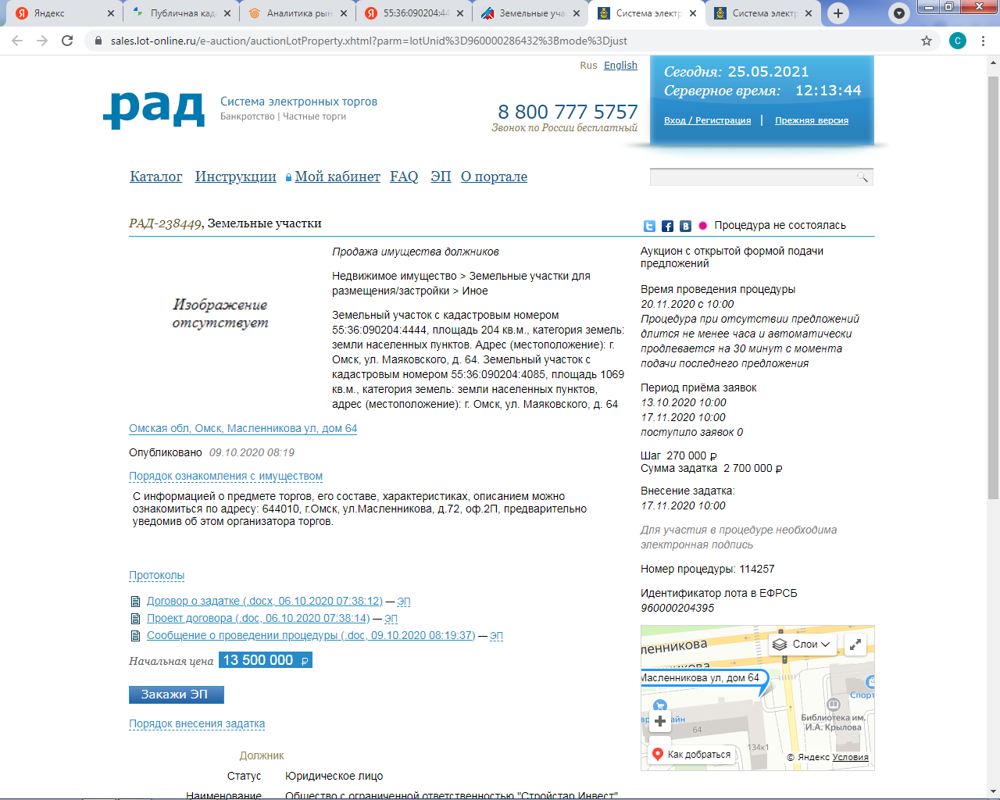 Яндекс
Публичная кад
Аналитика рын
55:36:090204:44
Земельные уча
Система электр
Система электр
sales.lot-online.ru/e-auction/auctionLotProperty.xhtml?parm=lotUnid%3D960000286432%3Bmode%3Djust
C
Rus English
Сегодня: 25.05.2021
Серверное время: 12:13:44
Вход / Регистрация | Прежняя версия
рад
Система электронных торгов
Банкротство | Частные торги
8 800 777 5757
Звонок по России бесплатный
Каталог Инструкции Мой кабинет FAQ ЭП О портале
РАД-238449, Земельные участки
Процедура не состоялась
Изображение
отсутствует
Продажа имущества должников
Недвижимое имущество > Земельные участки для
размещения/застройки > Иное
Земельный участок с кадастровым номером
55:36:090204:4444, площадь 204 кв.м., категория земель:
земли населенных пунктов. Адрес (местоположение): г.
Омск, ул. Маяковского, д. 64. Земельный участок с
кадастровым номером 55:36:090204:4085, площадь 1069
кв.м., категория земель: земли населенных пунктов,
адрес (местоположение): г. Омск, ул. Маяковского, д. 64
Омская обл, Омск, Масленникова ул, дом 64
Опубликовано 09.10.2020 08:19
Порядок ознакомления с имуществом
С информацией о предмете торгов, его составе, характеристиках, описанием можно
ознакомиться по адресу: 644010, г.Омск, ул.Масленникова, д.72, оф.2П, предварительно
уведомив об этом организатора торгов.
Протоколы
Договор о задатке (.docx, 06.10.2020 07:38:12) — ЭП
Проект договора (.doc, 06.10.2020 07:38:14) — ЭП
Сообщение о проведении процедуры (.doc, 09.10.2020 08:19:37) — ЭП
Начальная цена 13 500 000 ₽
Закажи ЭП
Порядок внесения задатка
Должник
Статус Юридическое лицо
Наименование Общество с ограниченной ответственностью "Стройстар Инвест"
Аукцион с открытой формой подачи
предложений
Время проведения процедуры
20.11.2020 с 10:00
Процедура при отсутствии предложений
длится не менее часа и автоматически
продлевается на 30 минут с момента
подачи последнего предложения
Период приёма заявок
13.10.2020 10:00
17.11.2020 10:00
поступило заявок 0
Шаг 270 000 ₽
Сумма задатка 2 700 000 ₽
Внесение задатка:
17.11.2020 10:00
Для участия в процедуре необходима
электронная подпись
Номер процедуры: 114257
Идентификатор лота в ЕФРСБ
960000204395
ленникова
Слои
кова
Масленникова ул, дом 64
Спорт
айн
64
Библиотека им.
И.А. Крылова
134к1
Как добраться
© Яндекс Условия